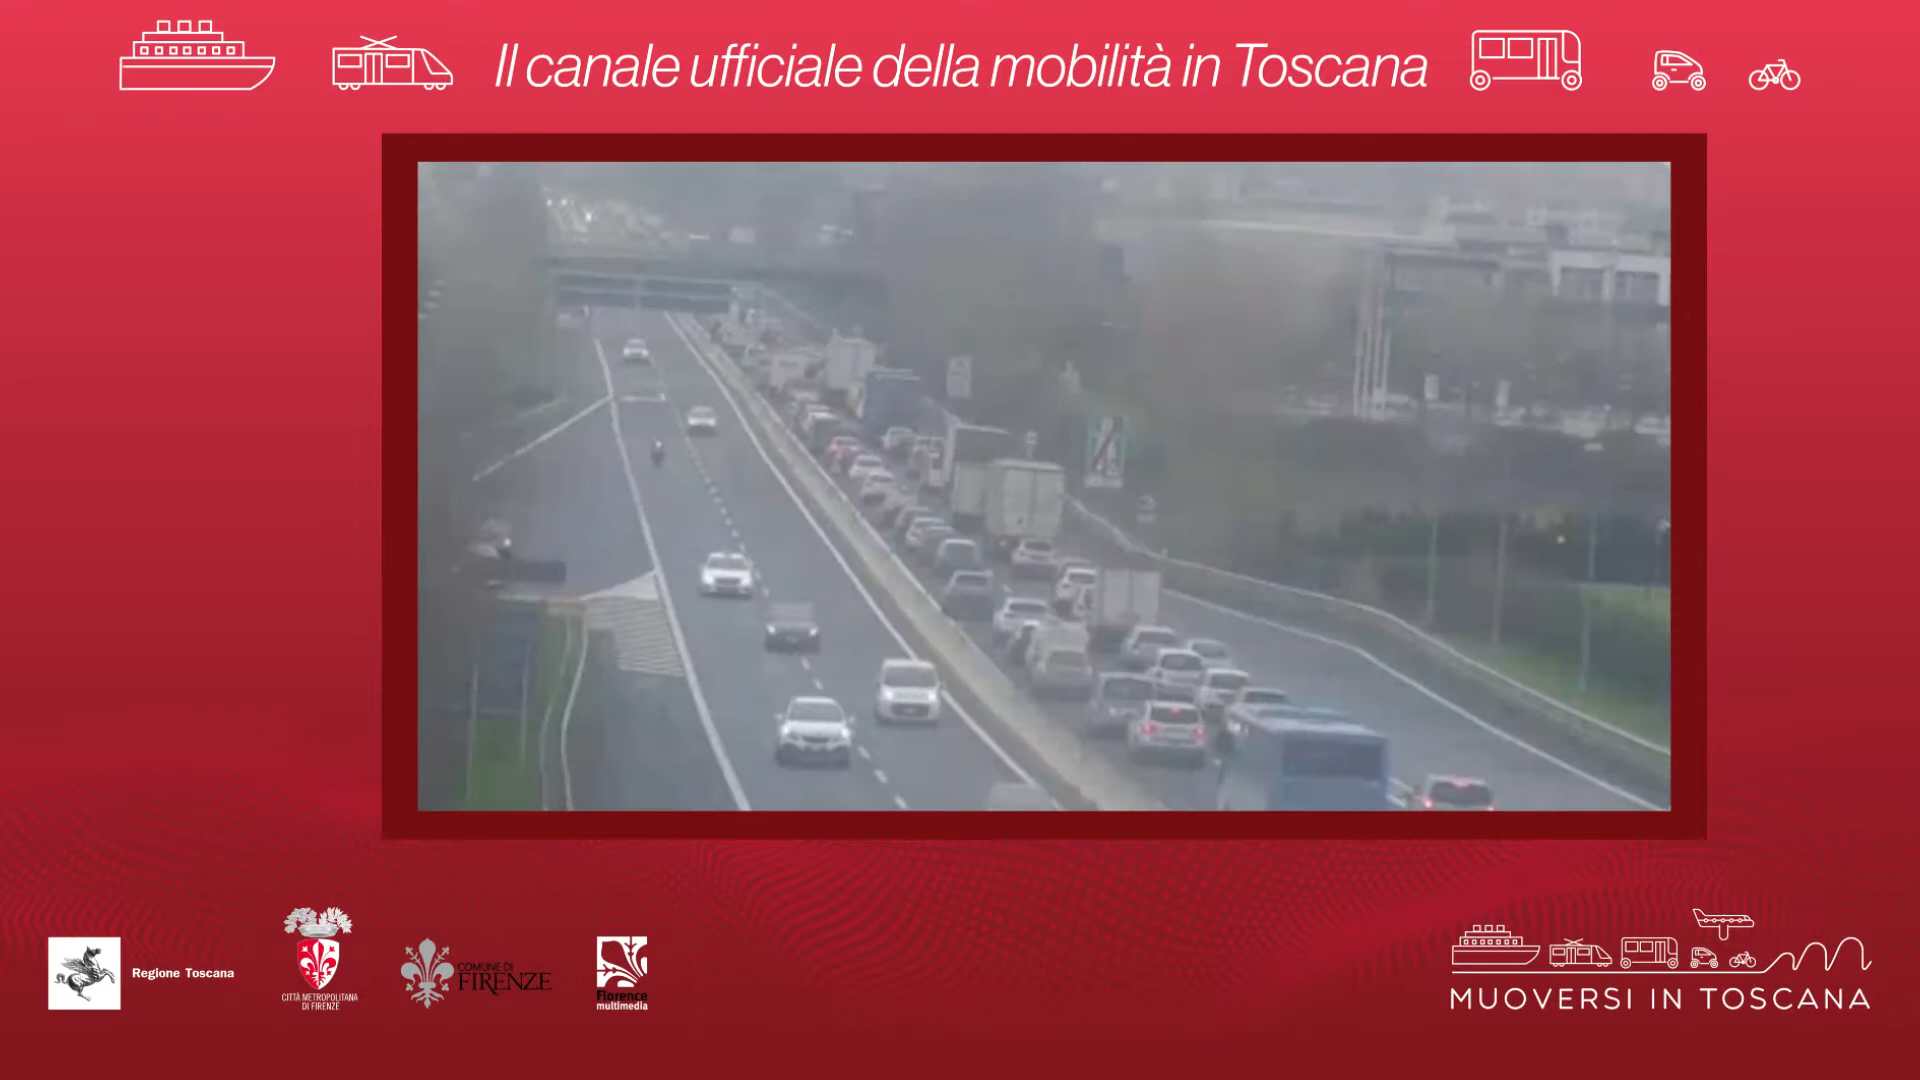 Il canale ufficiale della mobilità in Toscana
Regione Toscana
CITTÀ METROPOLITANA
DI FIRENZE
COMUNE DI
FIRENZE
Florence
multimedia
MUOVERSI IN TOSCANA